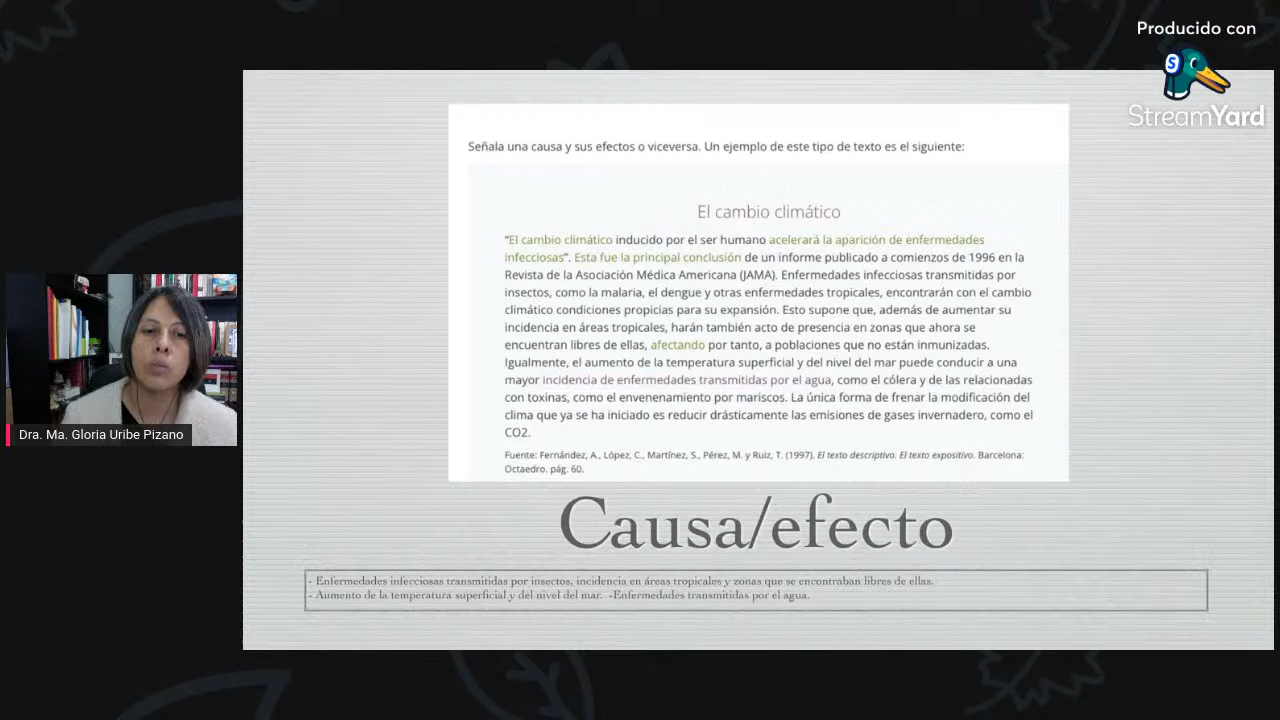 Producido con
StreamYard
Señala una causa y sus efectos o viceversa. Un ejemplo de este tipo de texto es el siguiente:
El cambio climático
“El cambio climático inducido por el ser humano acelerará la aparición de enfermedades
infecciosas”. Esta fue la principal conclusión de un informe publicado a comienzos de 1996 en la
Revista de la Asociación Médica Americana (JAMA). Enfermedades infecciosas transmitidas por
insectos, como la malaria, el dengue y otras enfermedades tropicales, encontrarán con el cambio
climático condiciones propicias para su expansión. Esto supone que, además de aumentar su
incidencia en áreas tropicales, harán también acto de presencia en zonas que ahora se
encuentran libres de ellas, afectando por tanto, a poblaciones que no están inmunizadas.
Igualmente, el aumento de la temperatura superficial y del nivel del mar puede conducir a una
mayor incidencia de enfermedades transmitidas por el agua, como el cólera y de las relacionadas
con toxinas, como el envenenamiento por mariscos. La única forma de frenar la modificación del
clima que ya se ha iniciado es reducir drásticamente las emisiones de gases invernadero, como el
CO2.
Fuente: Fernández, A., López, C., Martínez, S., Pérez, M. y Ruiz, T. (1997). El texto descriptivo. El texto expositivo. Barcelona:
Octaedro. pág. 60.
Causa/efecto
- Enfermedades infecciosas transmitidas por insectos, incidencia en áreas tropicales y zonas que se encontraban libres de ellas.
- Aumento de la temperatura superficial y del nivel del mar. -Enfermedades transmitidas por el agua.
Dra. Ma. Gloria Uribe Pizano